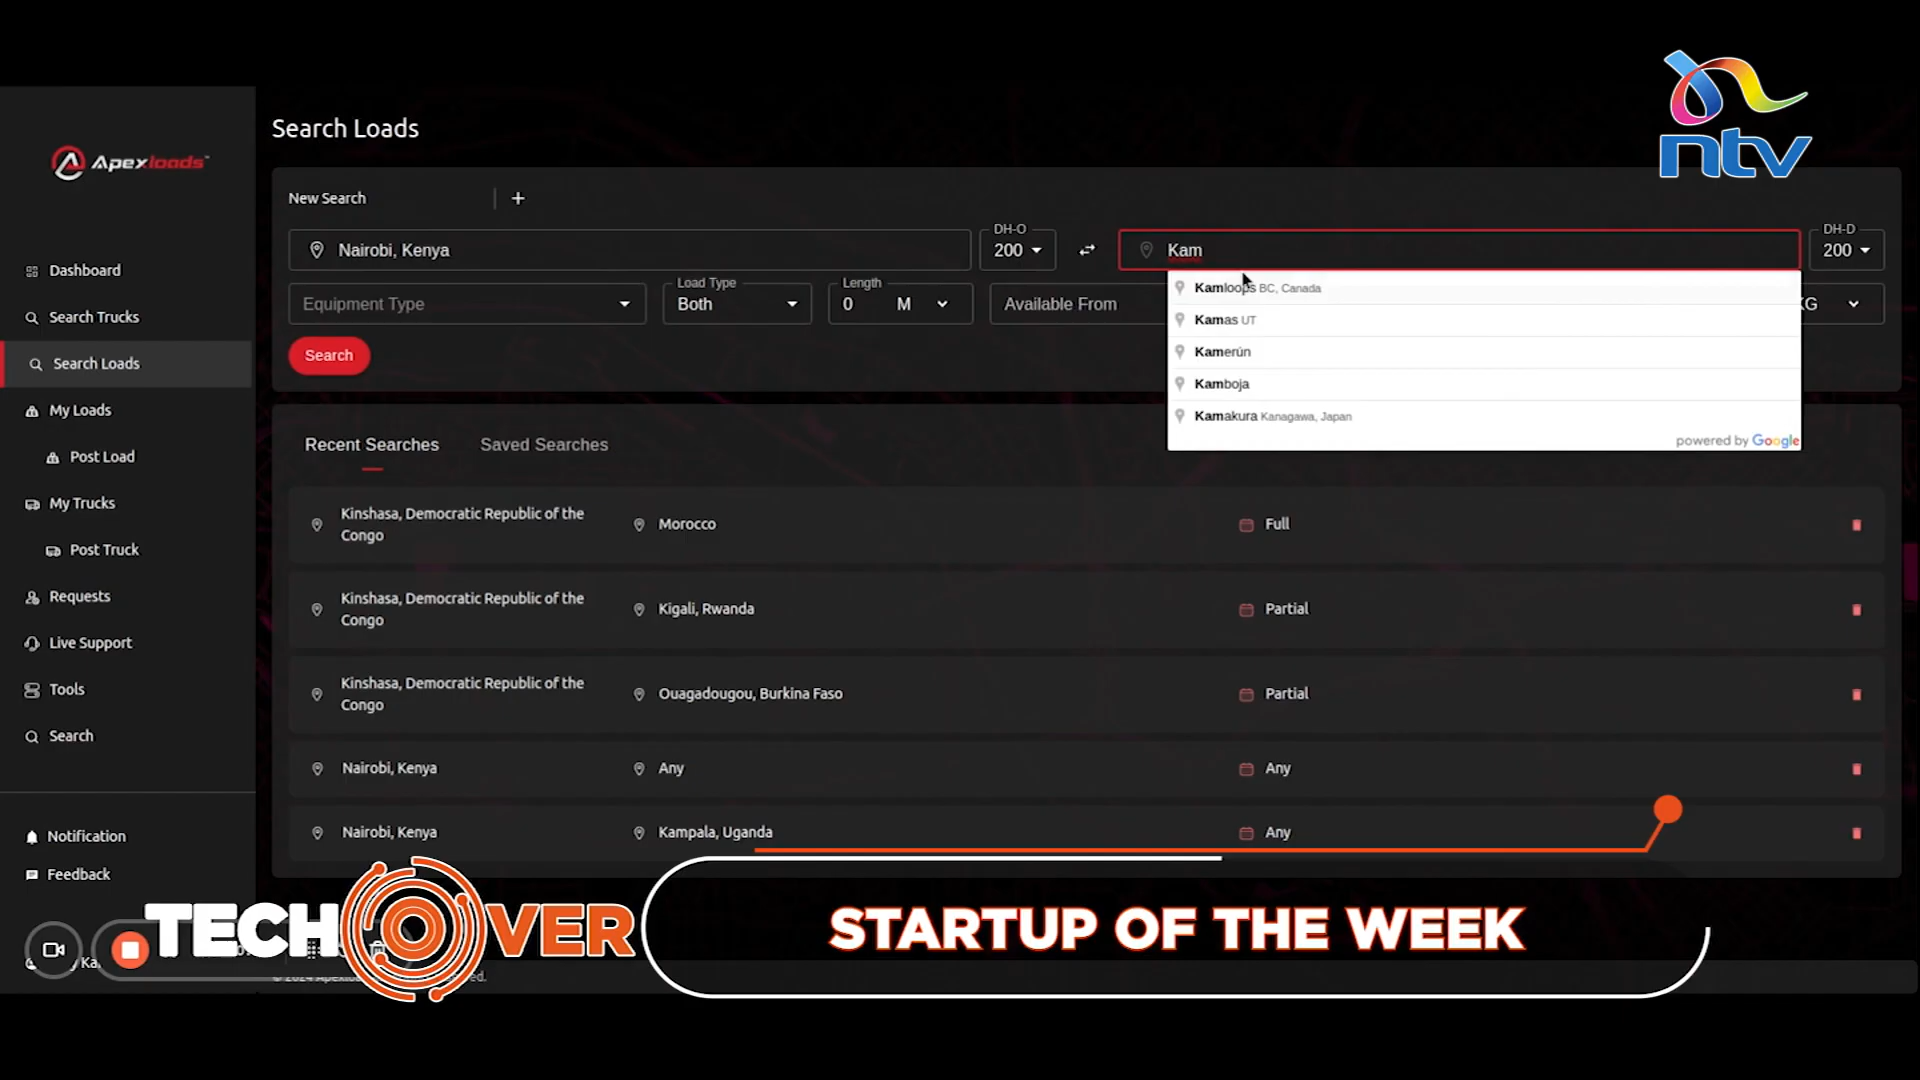 ntv
Apexloads
Search Loads
New Search
+
DH-O
DH-D
Nairobi, Kenya
200
Kam
200
Load Type
Length
Equipment Type
Both
0
M
Available From
KG
Kamloops BC, Canada
Kamas UT
Kamerún
Kamboja
Kamakura Kanagawa, Japan
powered by Google
Search
Dashboard
Search Trucks
Search Loads
My Loads
Post Load
My Trucks
Post Truck
Requests
Live Support
Tools
Search
Notification
Feedback
Recent Searches
Saved Searches
Kinshasa, Democratic Republic of the
Congo
Morocco
Full
Kinshasa, Democratic Republic of the
Congo
Kigali, Rwanda
Partial
Kinshasa, Democratic Republic of the
Congo
Ouagadougou, Burkina Faso
Partial
Nairobi, Kenya
Any
Any
Nairobi, Kenya
Kampala, Uganda
Any
TECHOVER
STARTUP OF THE WEEK